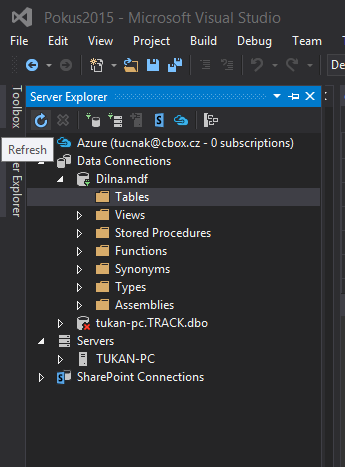 Pokus2015 - Microsoft Visual Studio
File Edit View Project Build Debug Team
De
Server Explorer
Toolbox
Refresh
er Explorer
Azure (tucnak@cbox.cz - 0 subscriptions)
Data Connections
Dilna.mdf
Tables
Views
Stored Procedures
Functions
Synonyms
Types
Assemblies
tukan-pc.TRACK.dbo
Servers
TUKAN-PC
SharePoint Connections